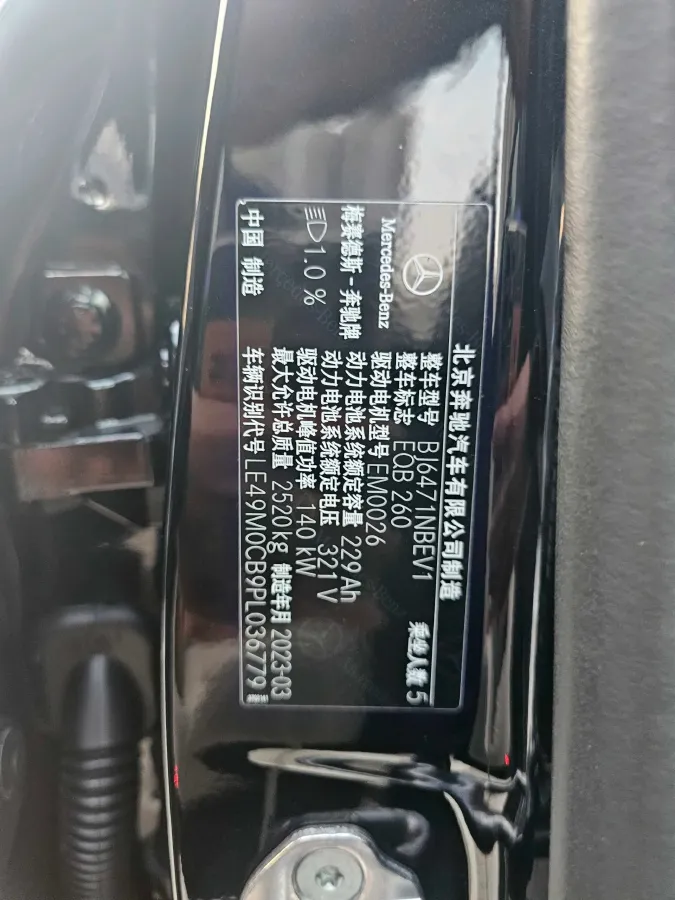 北京奔驰汽车有限公司制造
Mercedes-Benz
梅赛德斯-奔驰牌
1.0 %
中国 制造
整车型号 BJ6471NBEV1 乘坐人数 5
整车标志 EQB 260
驱动电机型号 EM0026
动力电池系统额定容量 229Ah
动力电池系统额定电压 321 V
驱动电机峰值功率 140 kW
最大允许总质量 2520kg 制造年月 2023-03
车辆识别代号 LE49M0CB9PL036779